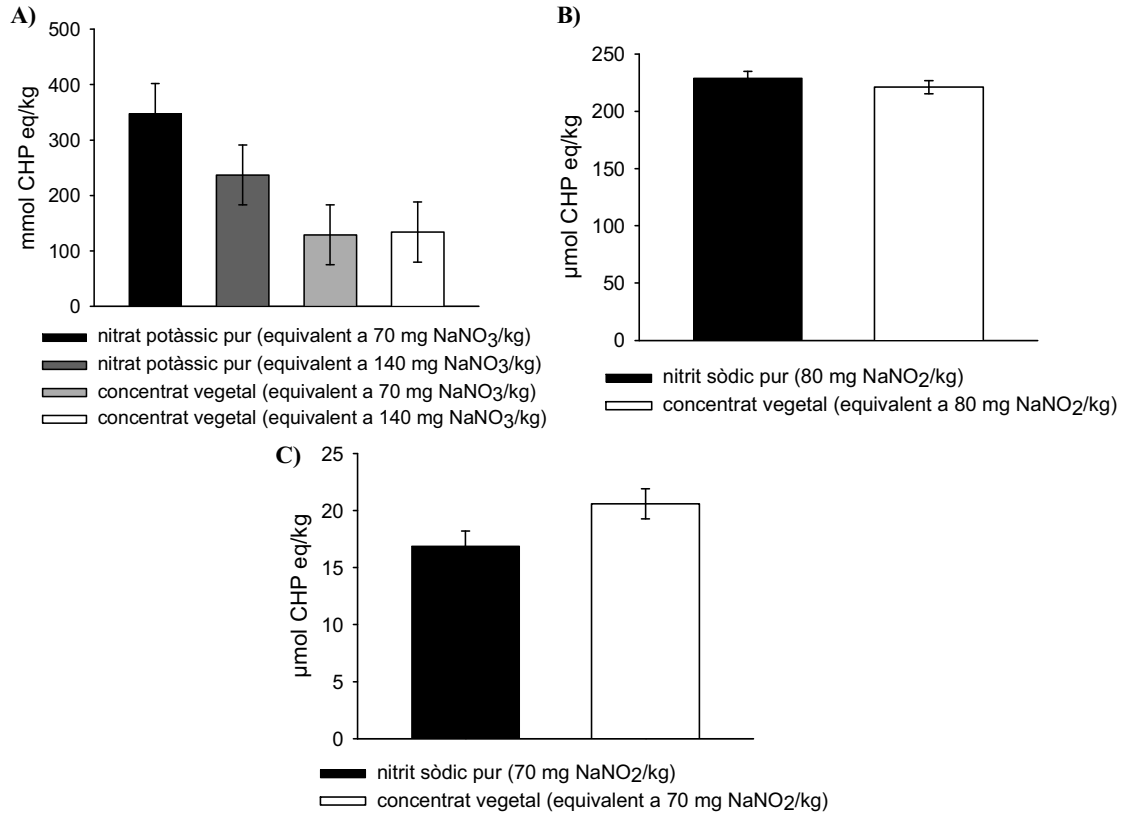 A)
500
400
300
200
100
0
mmol CHP eq/kg
nitrat potàssic pur (equivalent a 70 mg NaNO3/kg)
nitrat potàssic pur (equivalent a 140 mg NaNO3/kg)
concentrat vegetal (equivalent a 70 mg NaNO3/kg)
concentrat vegetal (equivalent a 140 mg NaNO3/kg)
B)
250
200
150
100
50
0
µmol CHP eq/kg
nitrit sòdic pur (80 mg NaNO2/kg)
concentrat vegetal (equivalent a 80 mg NaNO2/kg)
C)
25
20
15
10
5
0
µmol CHP eq/kg
nitrit sòdic pur (70 mg NaNO2/kg)
concentrat vegetal (equivalent a 70 mg NaNO2/kg)